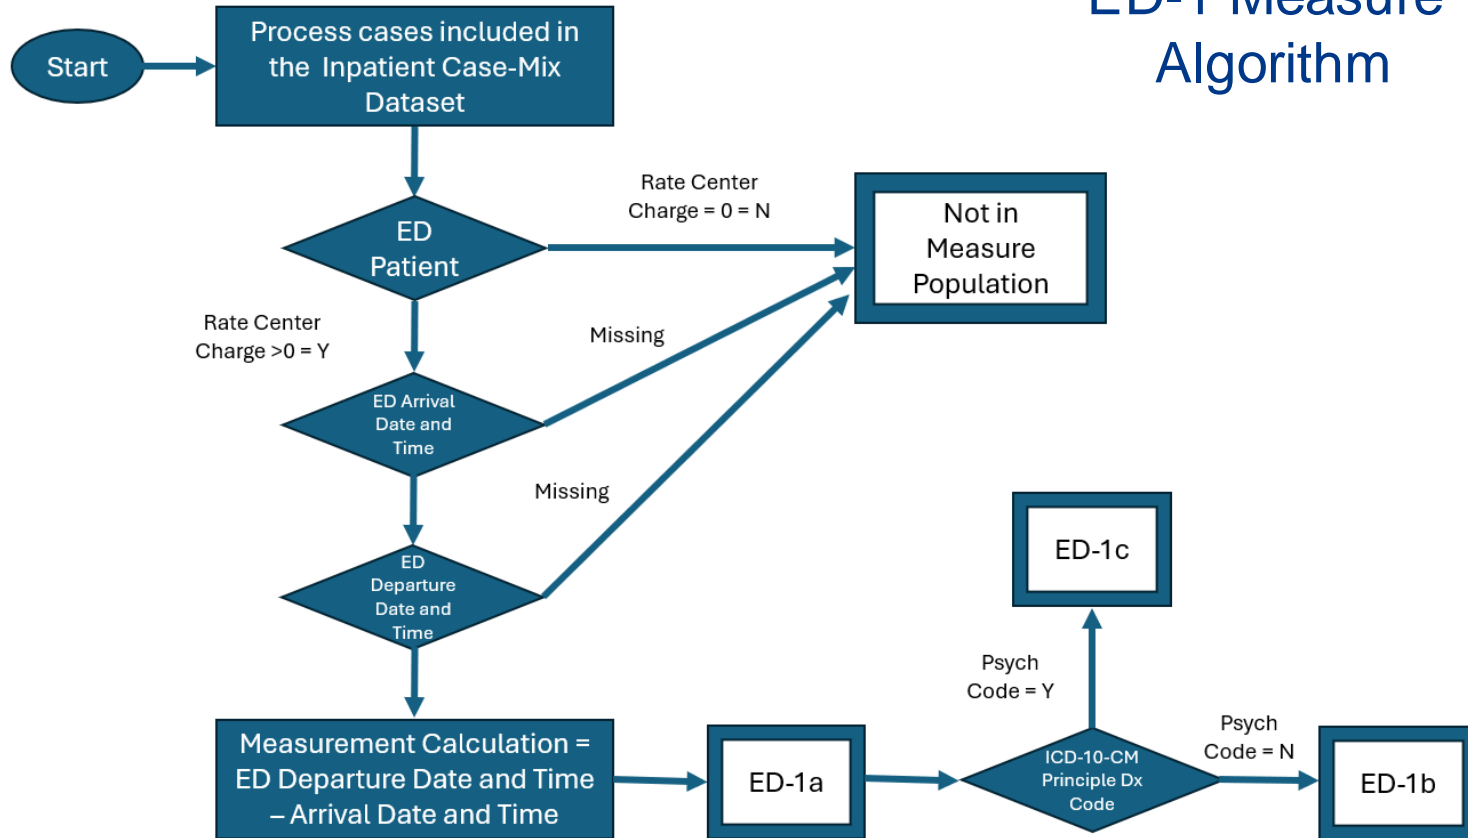 ED-1 Measure
Algorithm
Start
Process cases included in
the Inpatient Case-Mix
Dataset
ED
Patient
Rate Center
Charge = 0 = N
Not in
Measure
Population
Rate Center
Charge >0 = Y
Missing
ED Arrival
Date and
Time
Missing
ED
Departure
Date and
Time
ED-1c
Psych
Code = Y
Measurement Calculation =
ED Departure Date and Time
– Arrival Date and Time
ED-1a
ICD-10-CM
Principle Dx
Code
Psych
Code = N
ED-1b